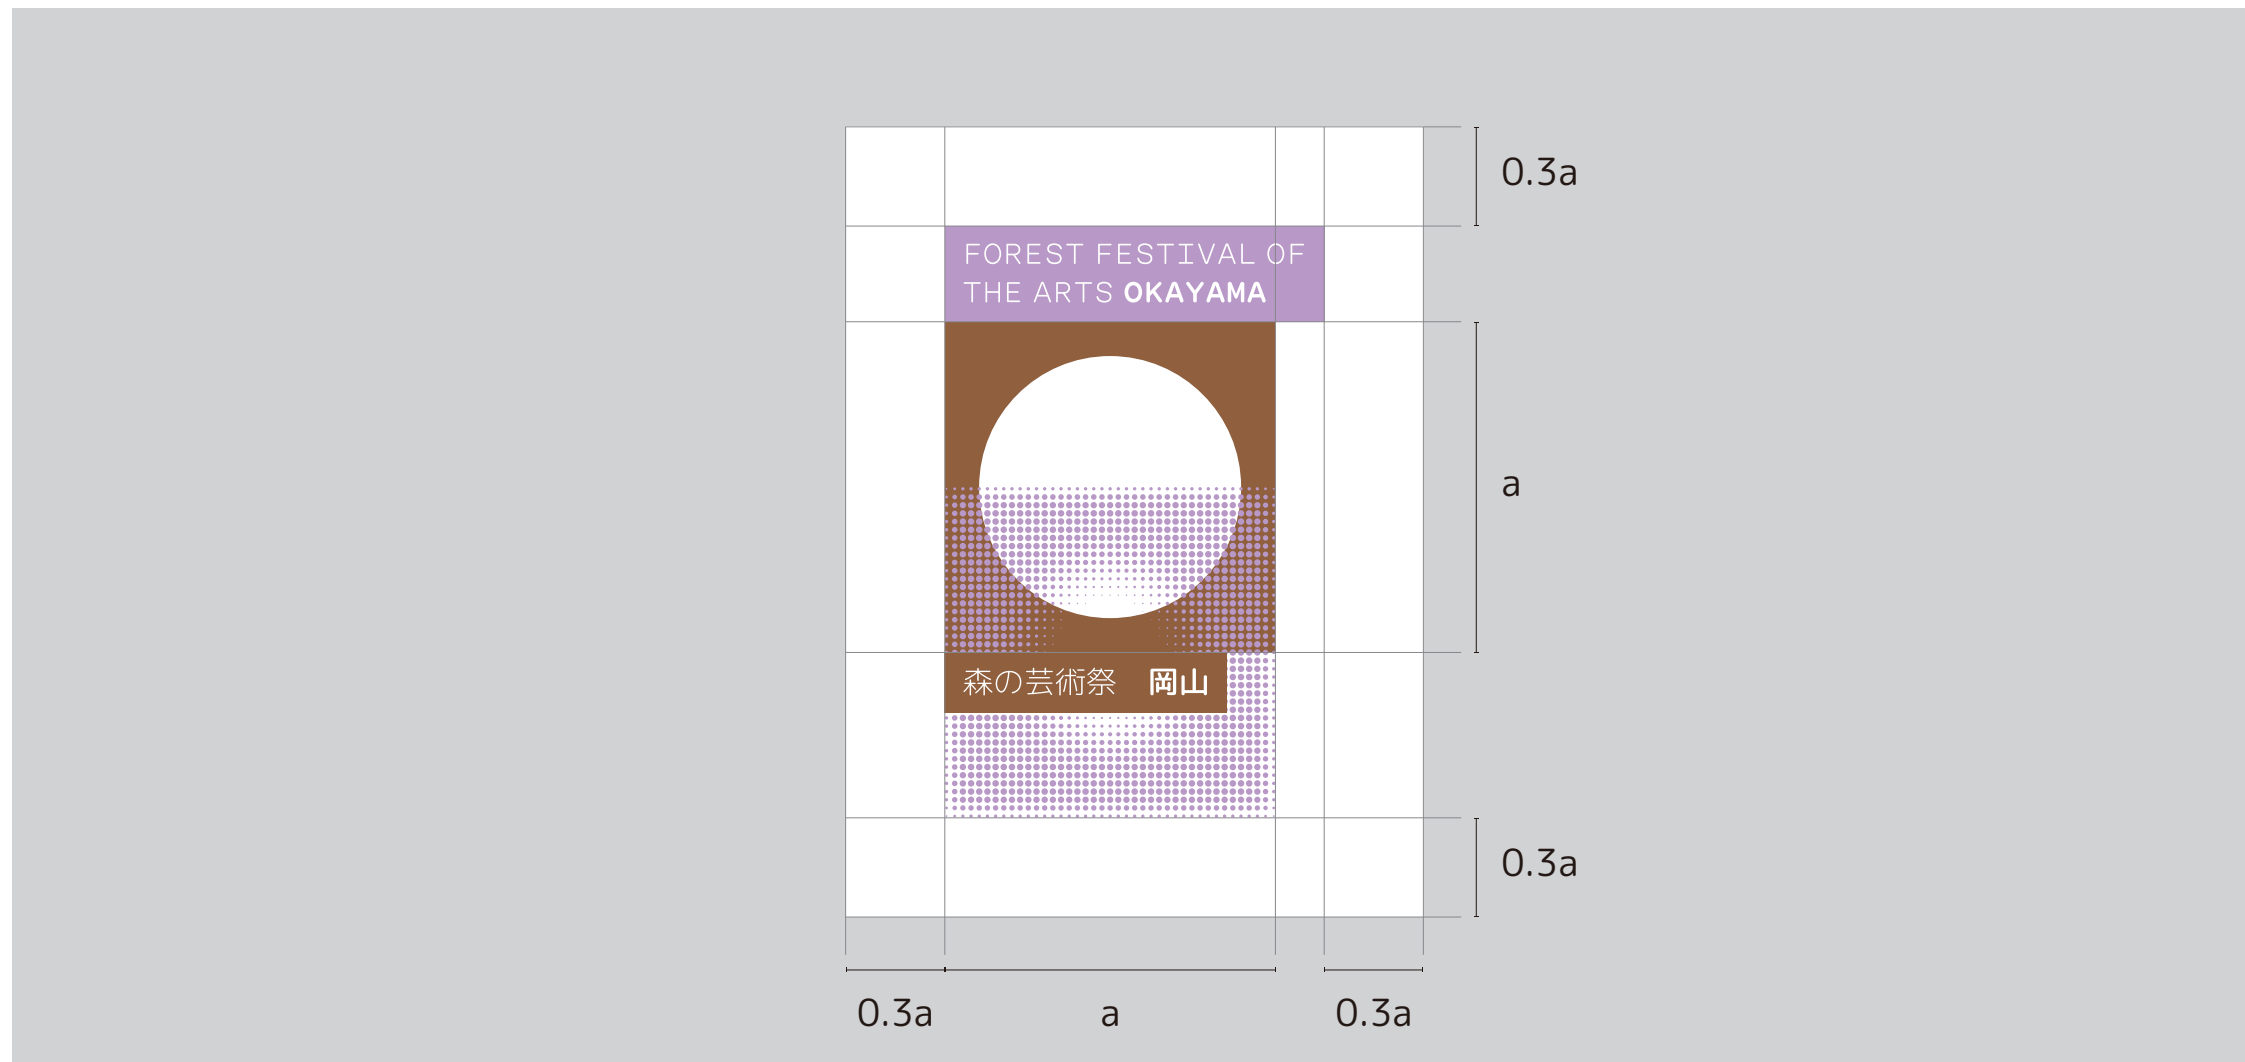 0.3a
FOREST FESTIVAL OF
THE ARTS OKAYAMA
a
森の芸術祭　岡山
0.3a
0.3a a 0.3a